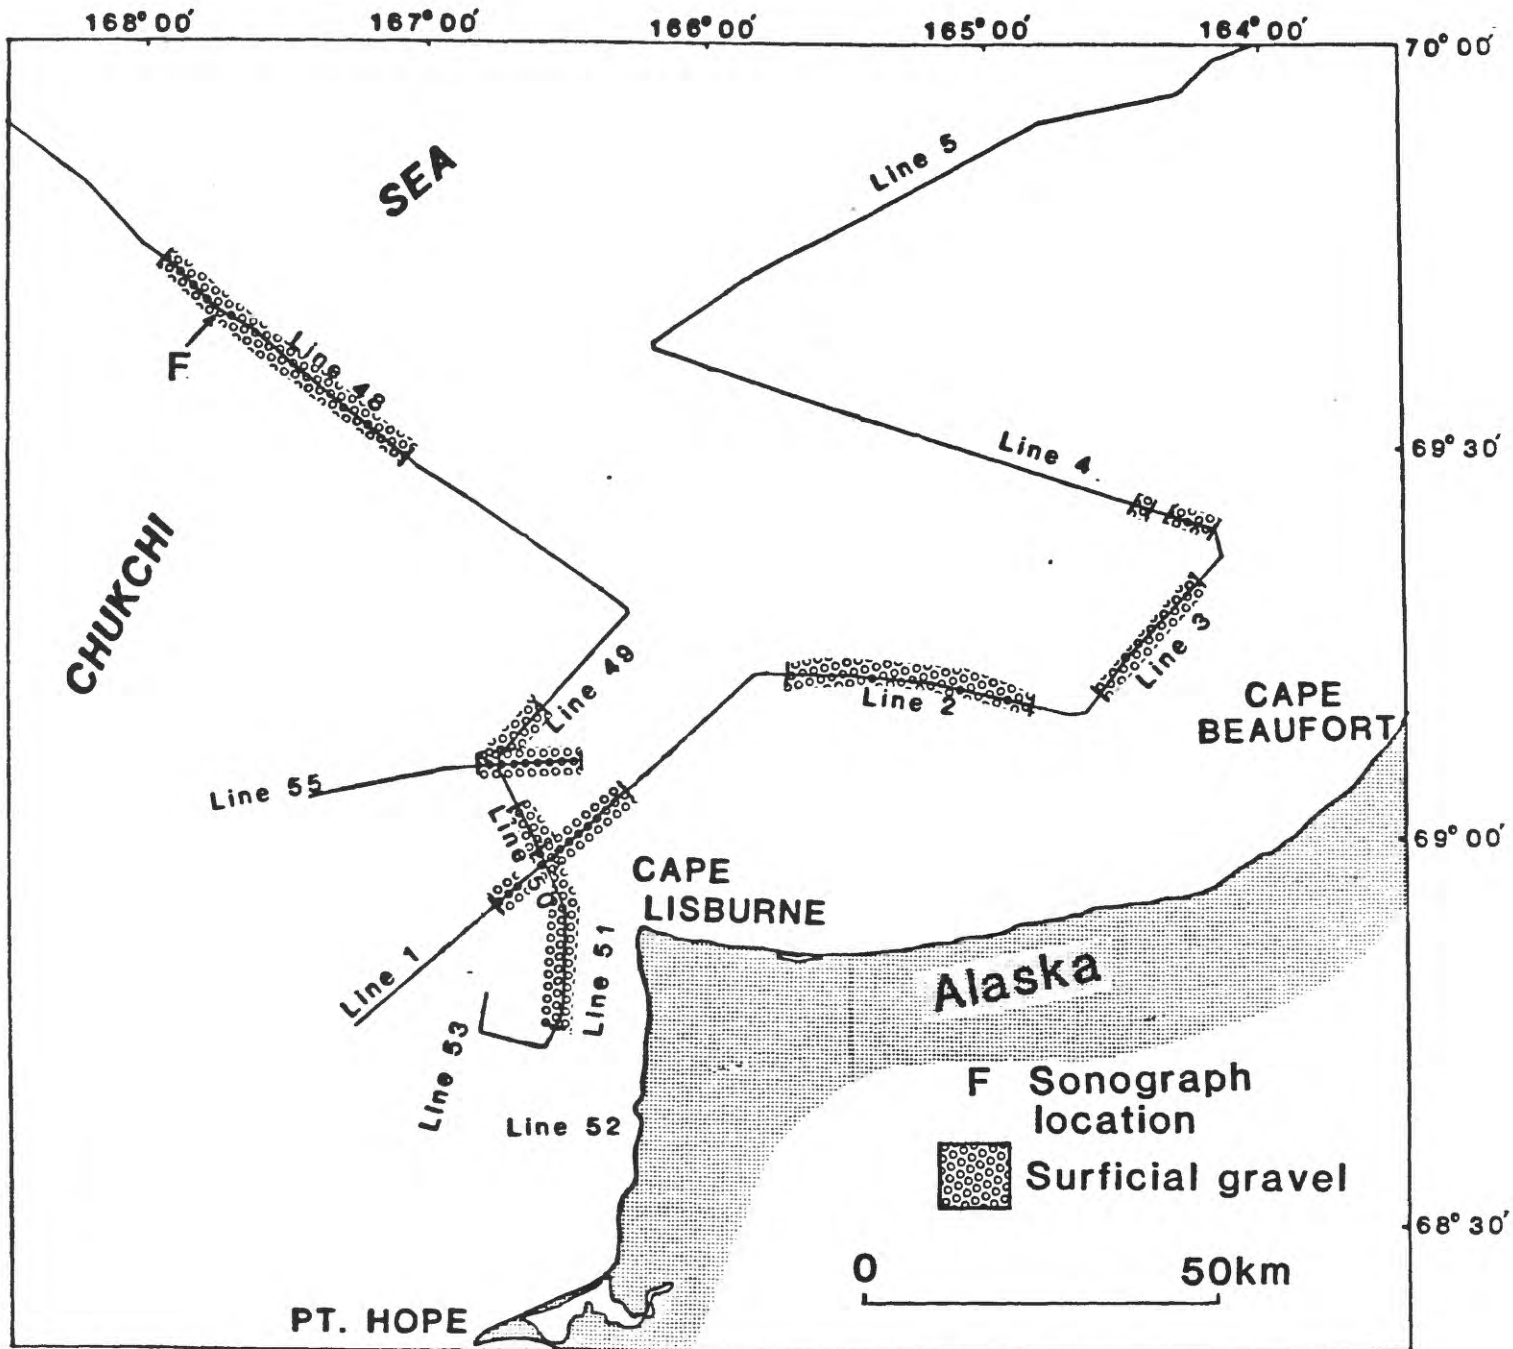 168° 00′ 167° 00′ 166° 00′ 165° 00′ 164° 00′
70° 00′
SEA
Line 5
F
Line 48
Line 4
69° 30′
CHUKCHI
Line 49
Line 3
Line 2
CAPE
BEAUFORT
Line 55
Line 50
69° 00′
CAPE
LISBURNE
Line 1
Line 51
Alaska
Line 53
Line 52
F Sonograph
location
Surficial gravel
68° 30′
0 50km
PT. HOPE